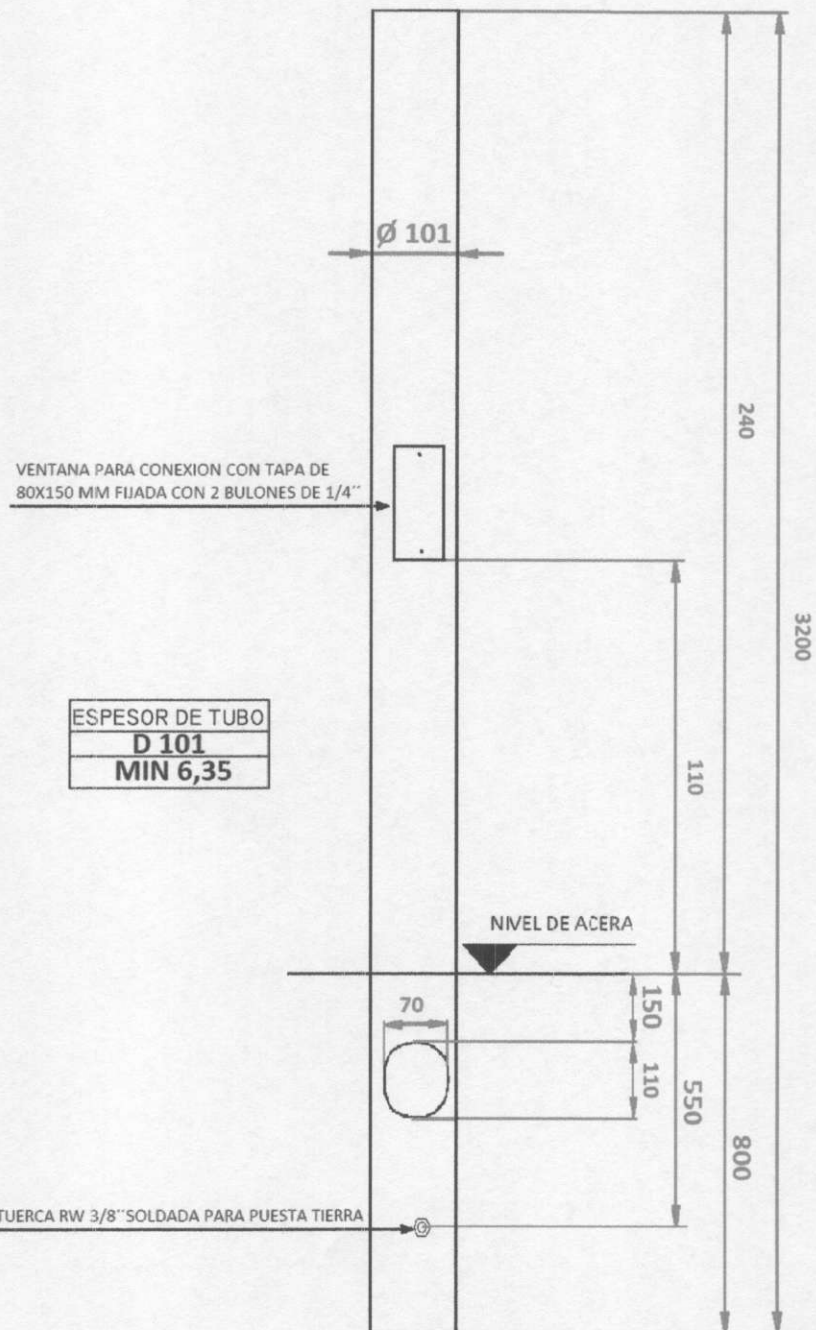 Ø 101
240
3200
VENTANA PARA CONEXION CON TAPA DE
80X150 MM FIJADA CON 2 BULONES DE 1/4´´
110
ESPESOR DE TUBO
D 101
MIN 6,35
NIVEL DE ACERA
150
70
110
550
800
TUERCA RW 3/8´´SOLDADA PARA PUESTA TIERRA